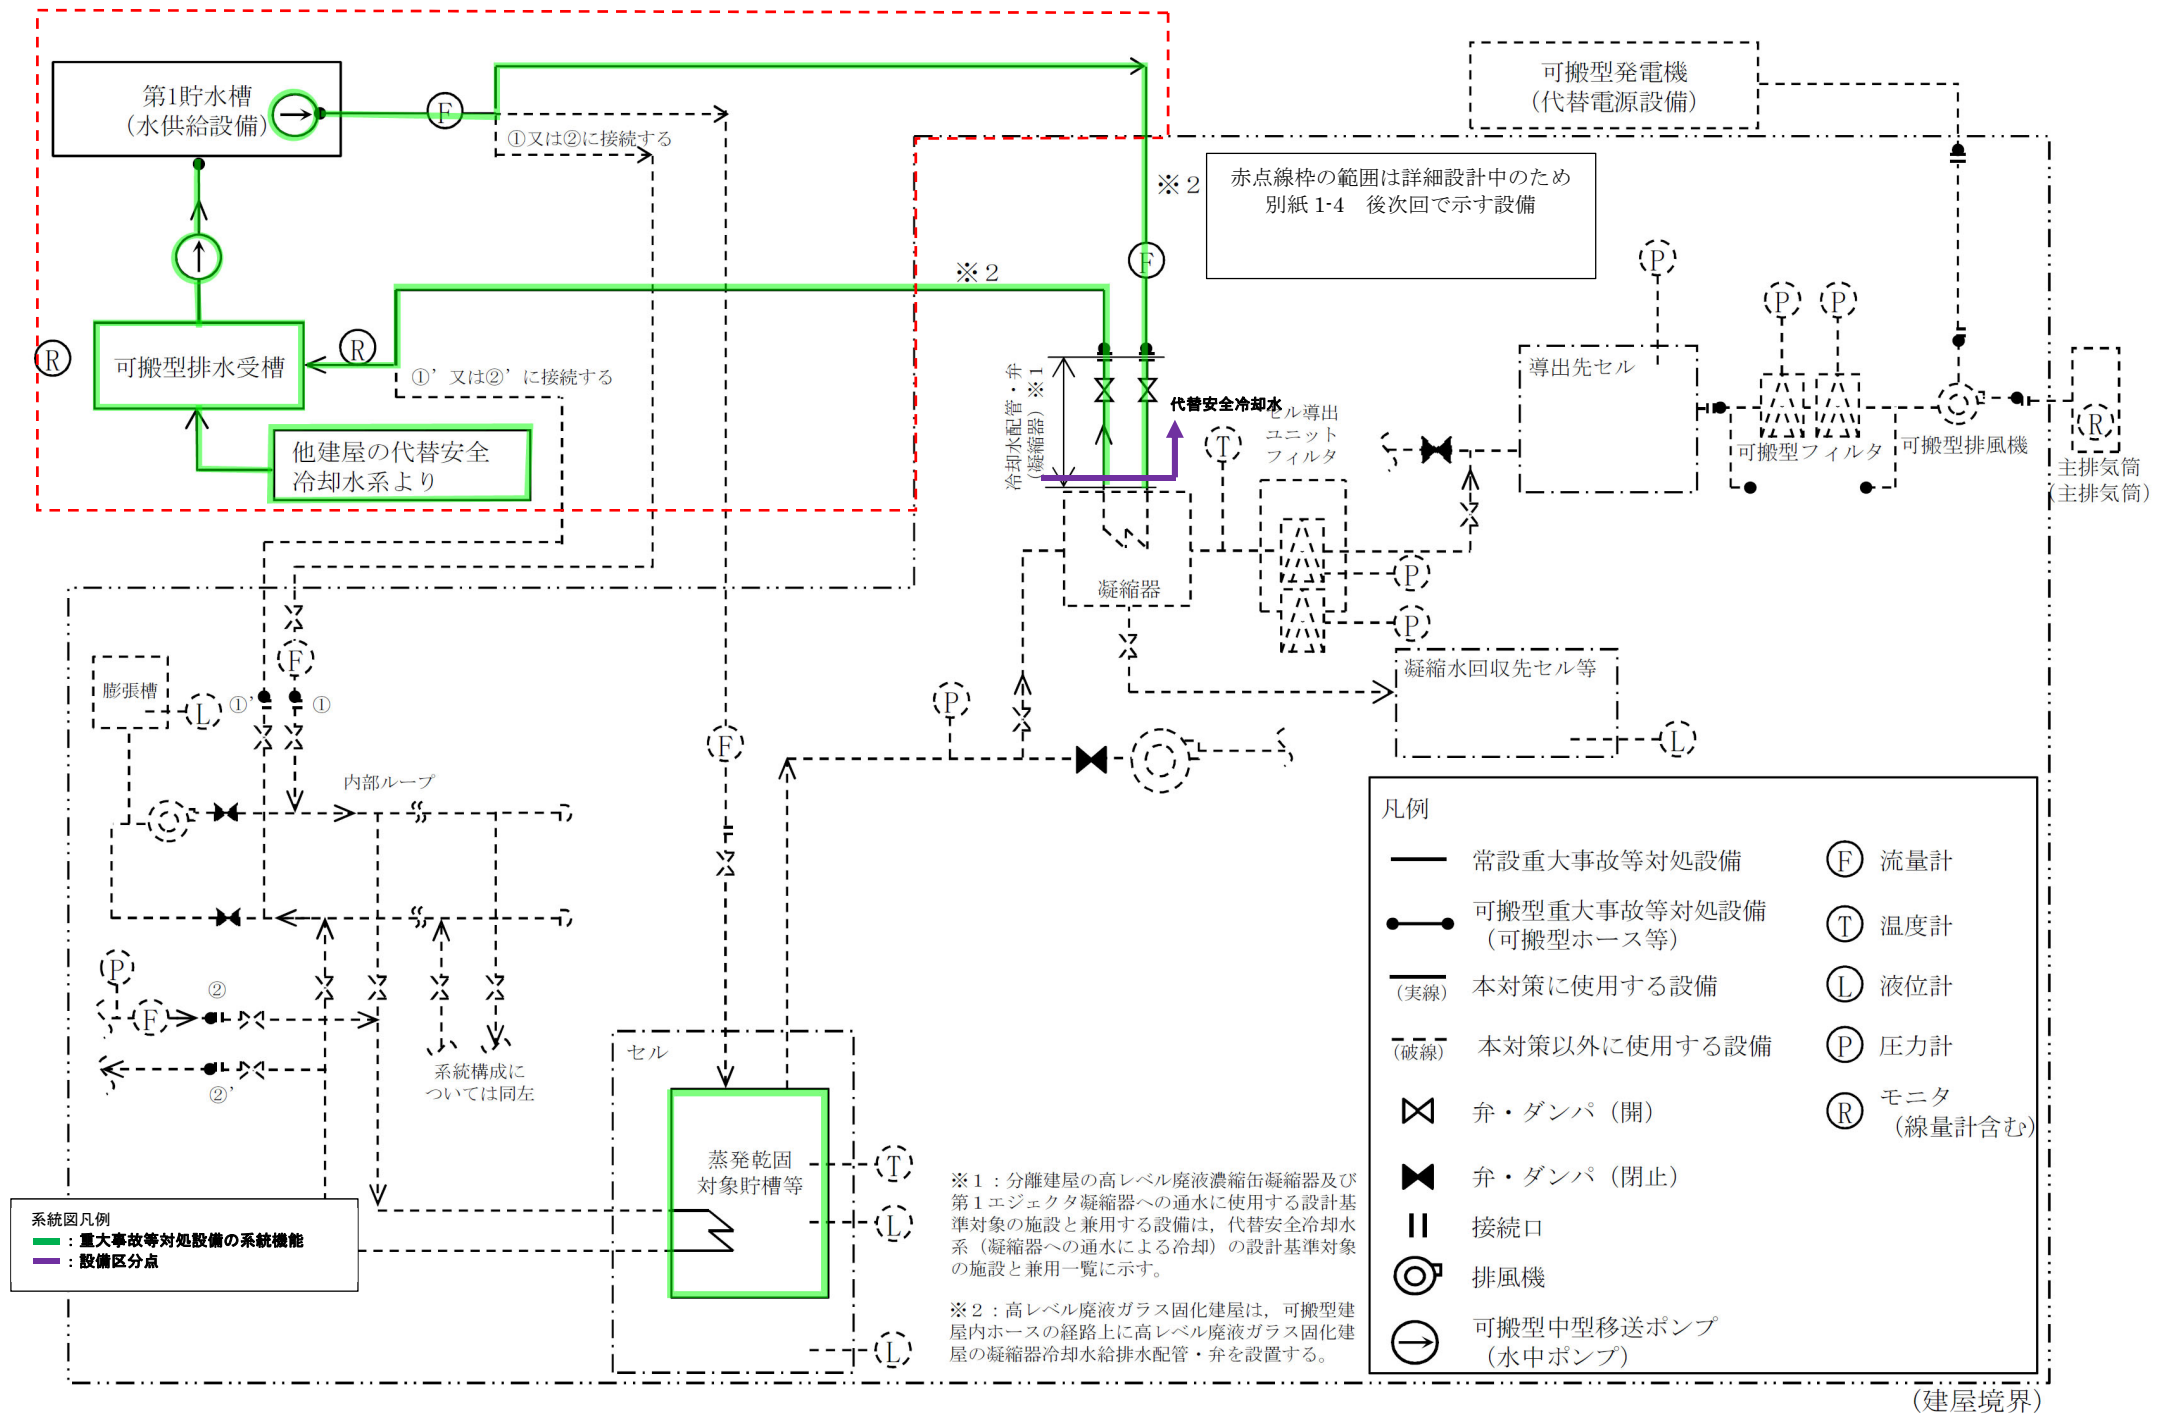 第1貯水槽
(水供給設備)
F
①又は②に接続する
※2
※2
F
R
可搬型排水受槽
R
①’又は②’に接続する
他建屋の代替安全
冷却水系より
可搬型発電機
(代替電源設備)
赤点線枠の範囲は詳細設計中のため
別紙 1-4　後次回で示す設備
冷却水配管・弁
(凝縮器)※1
代替安全冷却水
セル導出
ユニット
フィルタ
T
P
導出先セル
P
P
可搬型フィルタ
可搬型排風機
R
主排気筒
(主排気筒)
凝縮器
P
P
凝縮水回収先セル等
L
P
F
膨張槽
L
①’
①
F
内部ループ
P
F
②
②’
系統構成に
ついては同左
セル
蒸発乾固
対象貯槽等
T
L
L
系統図凡例
：重大事故等対処設備の系統機能
：設備区分点
※1：分離建屋の高レベル廃液濃縮缶凝縮器及び
第1エジェクタ凝縮器への通水に使用する設計基
準対象の施設と兼用する設備は，代替安全冷却水
系（凝縮器への通水による冷却）の設計基準対象
の施設と兼用一覧に示す。
※2：高レベル廃液ガラス固化建屋は，可搬型建
屋内ホースの経路上に高レベル廃液ガラス固化建
屋の凝縮器冷却水給排水配管・弁を設置する。
凡例
常設重大事故等対処設備
可搬型重大事故等対処設備
（可搬型ホース等）
(実線) 本対策に使用する設備
(破線) 本対策以外に使用する設備
弁・ダンパ（開）
弁・ダンパ（閉止）
接続口
排風機
可搬型中型移送ポンプ
（水中ポンプ）
F 流量計
T 温度計
L 液位計
P 圧力計
R モニタ
（線量計含む）
(建屋境界)